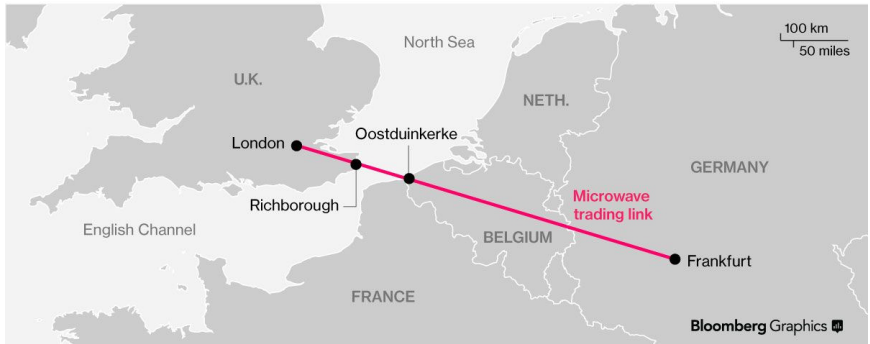 100 km
50 miles
North Sea
U.K.
NETH.
London
Oostduinkerke
GERMANY
Richborough
Microwave
trading link
English Channel
BELGIUM
Frankfurt
FRANCE
Bloomberg Graphics